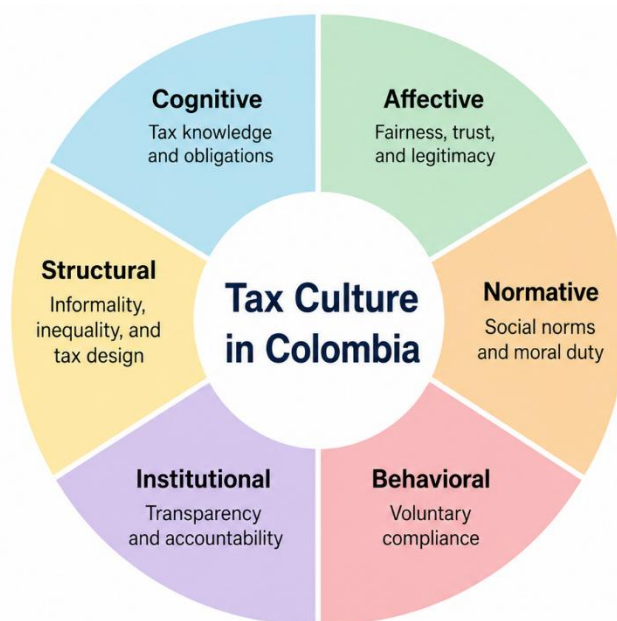 Cognitive
Tax knowledge
and obligations
Affective
Fairness, trust,
and legitimacy
Structural
Informality,
inequality, and
tax design
Tax Culture
in Colombia
Normative
Social norms
and moral duty
Institutional
Transparency
and accountability
Behavioral
Voluntary
compliance